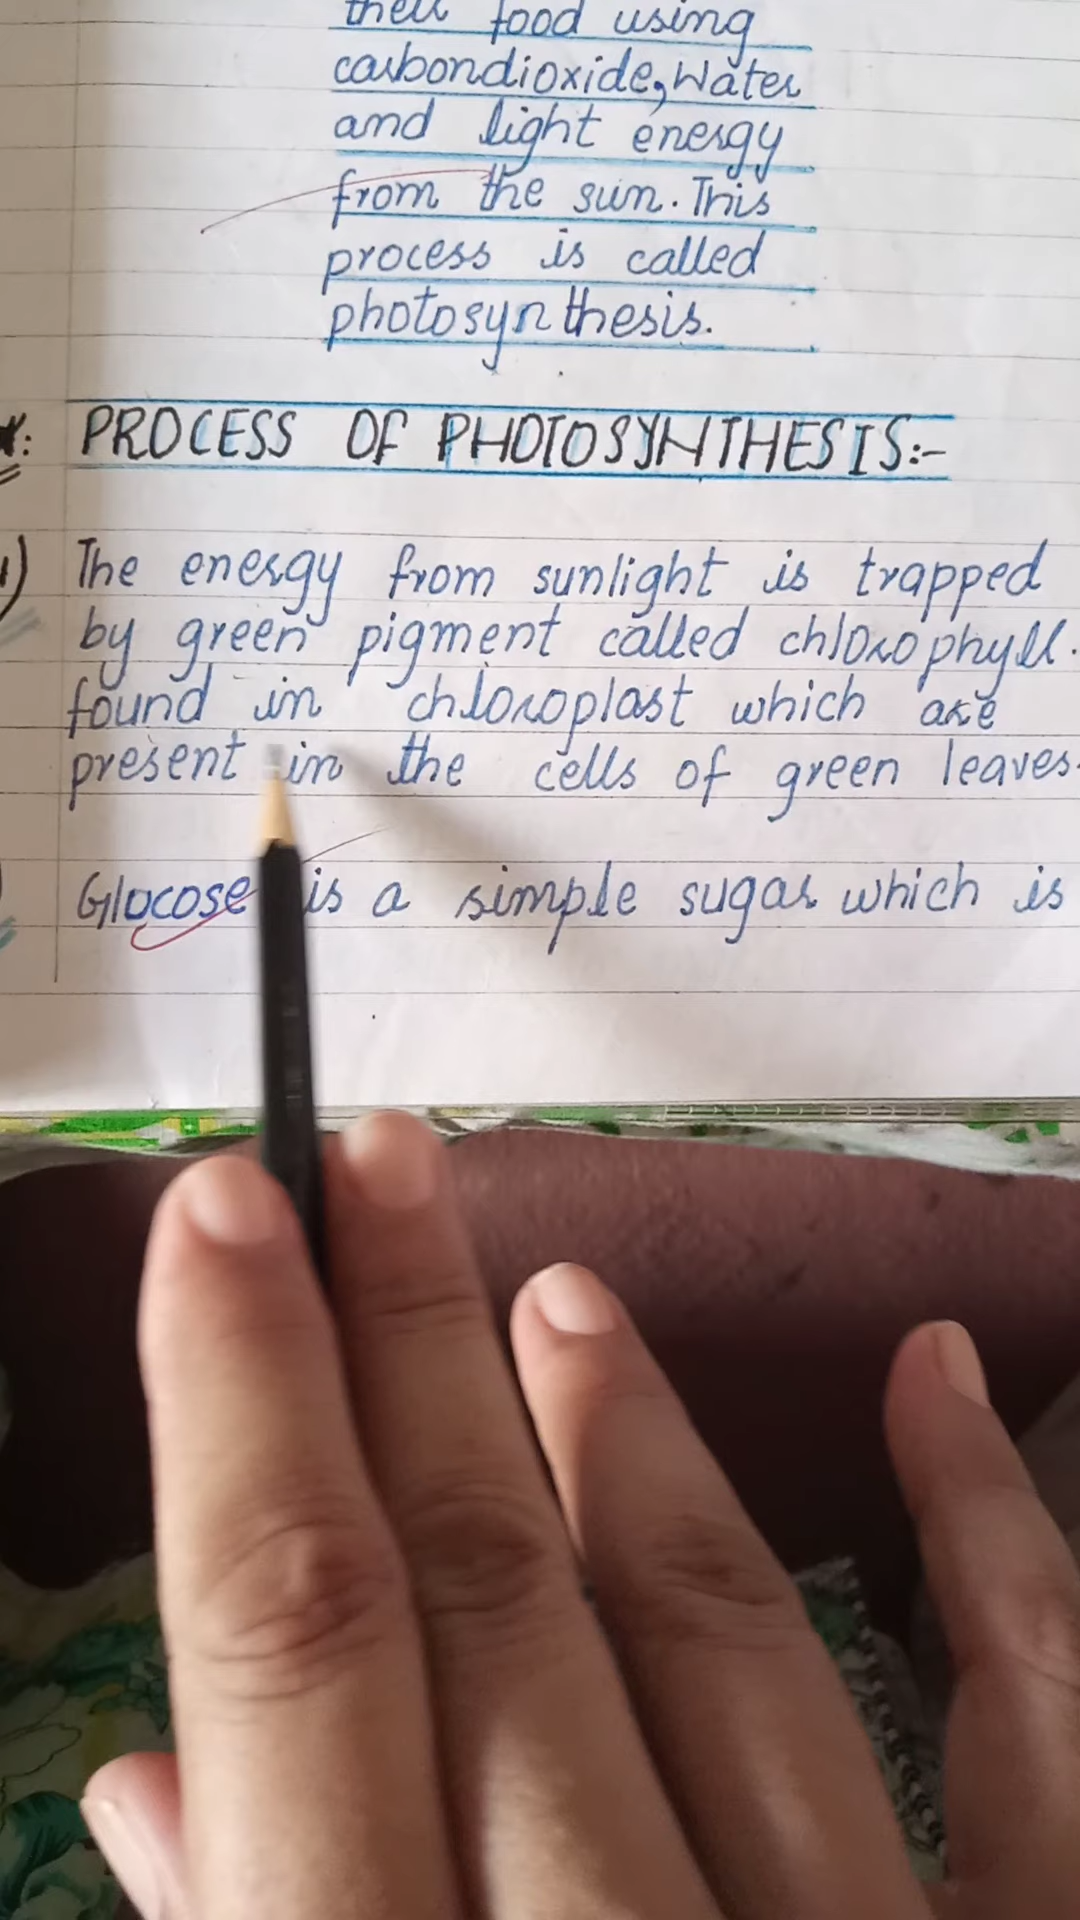 their food using
carbondioxide, Water
and light energy
from the sun. This
process is called
photosynthesis.
*: PROCESS OF PHOTOSYNTHESIS:-
1) The energy from sunlight is trapped
by green pigment called chlorophyll.
found in chloroplast which are
present in the cells of green leaves.
Glocose is a simple sugar which is